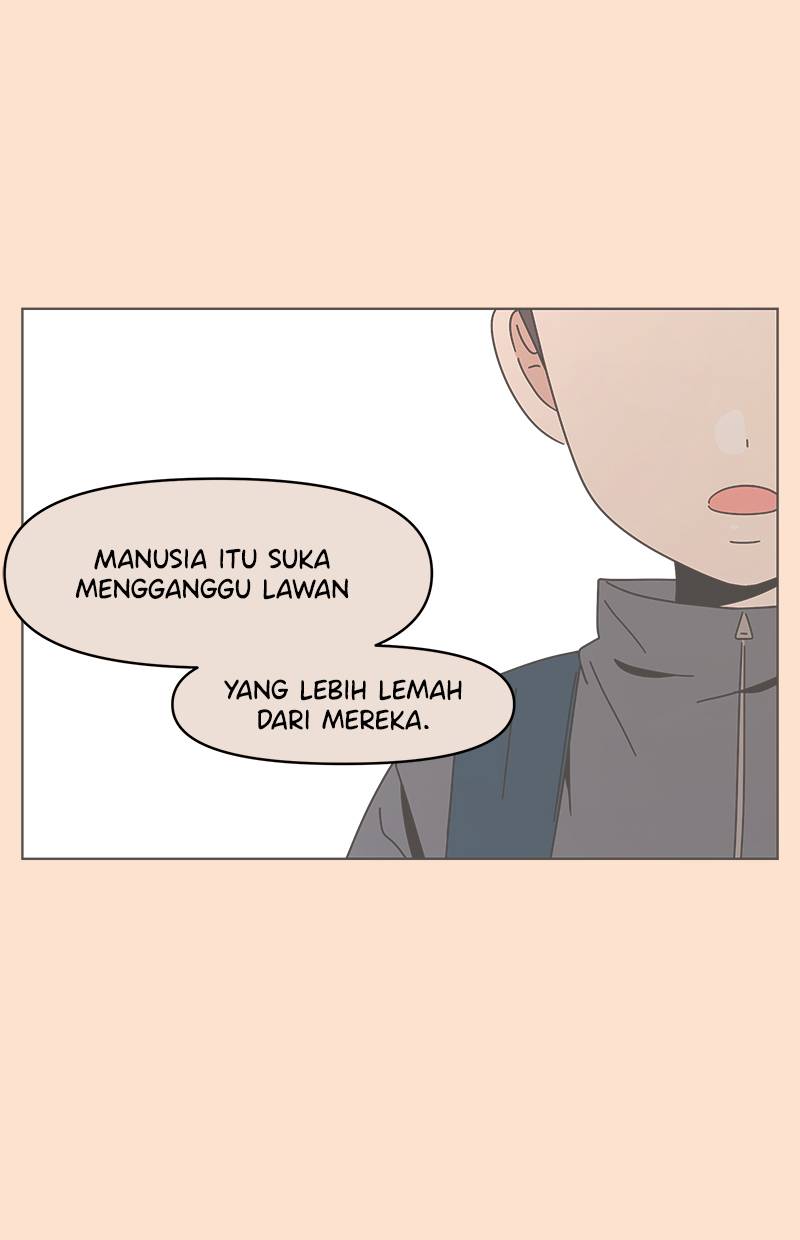 MANUSIA ITU SUKA
MENGGANGGU LAWAN
YANG LEBIH LEMAH
DARI MEREKA.